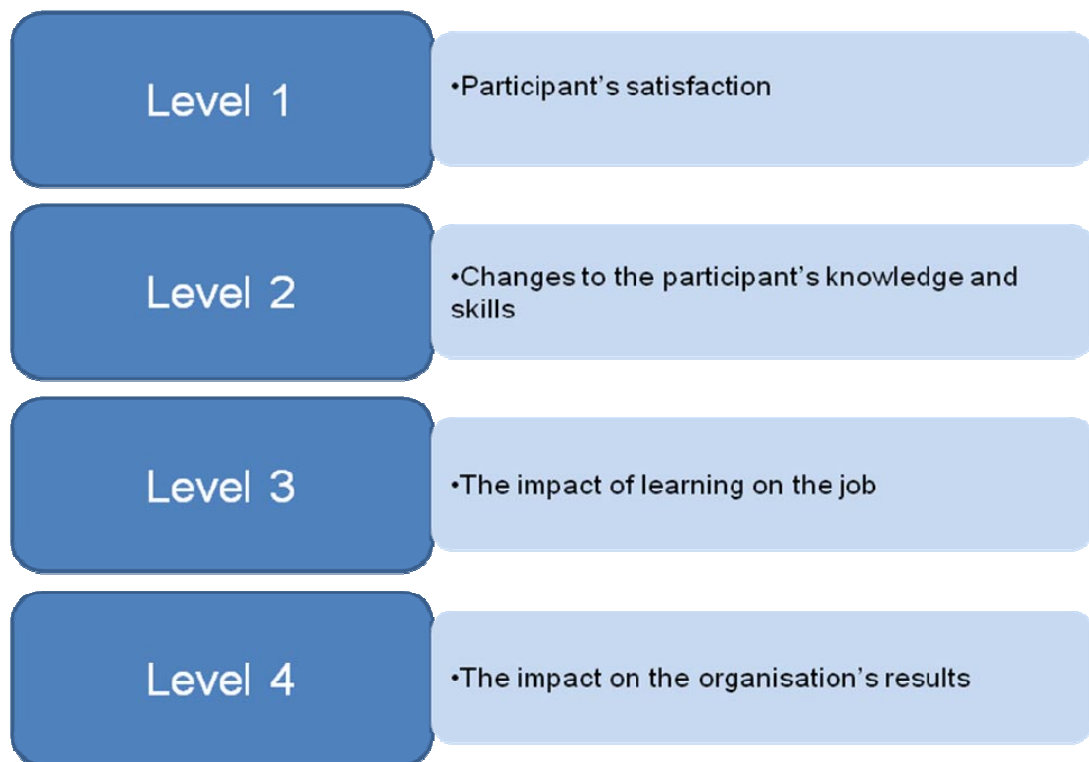 Level 1
•Participant’s satisfaction
Level 2
•Changes to the participant’s knowledge and
skills
Level 3
•The impact of learning on the job
Level 4
•The impact on the organisation’s results